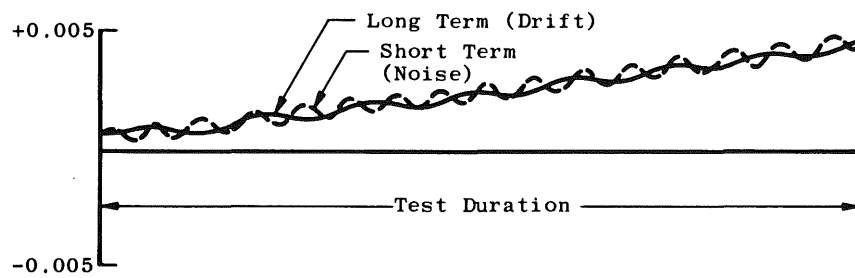 +0.005
Long Term (Drift)
Short Term
(Noise)
Test Duration
-0.005